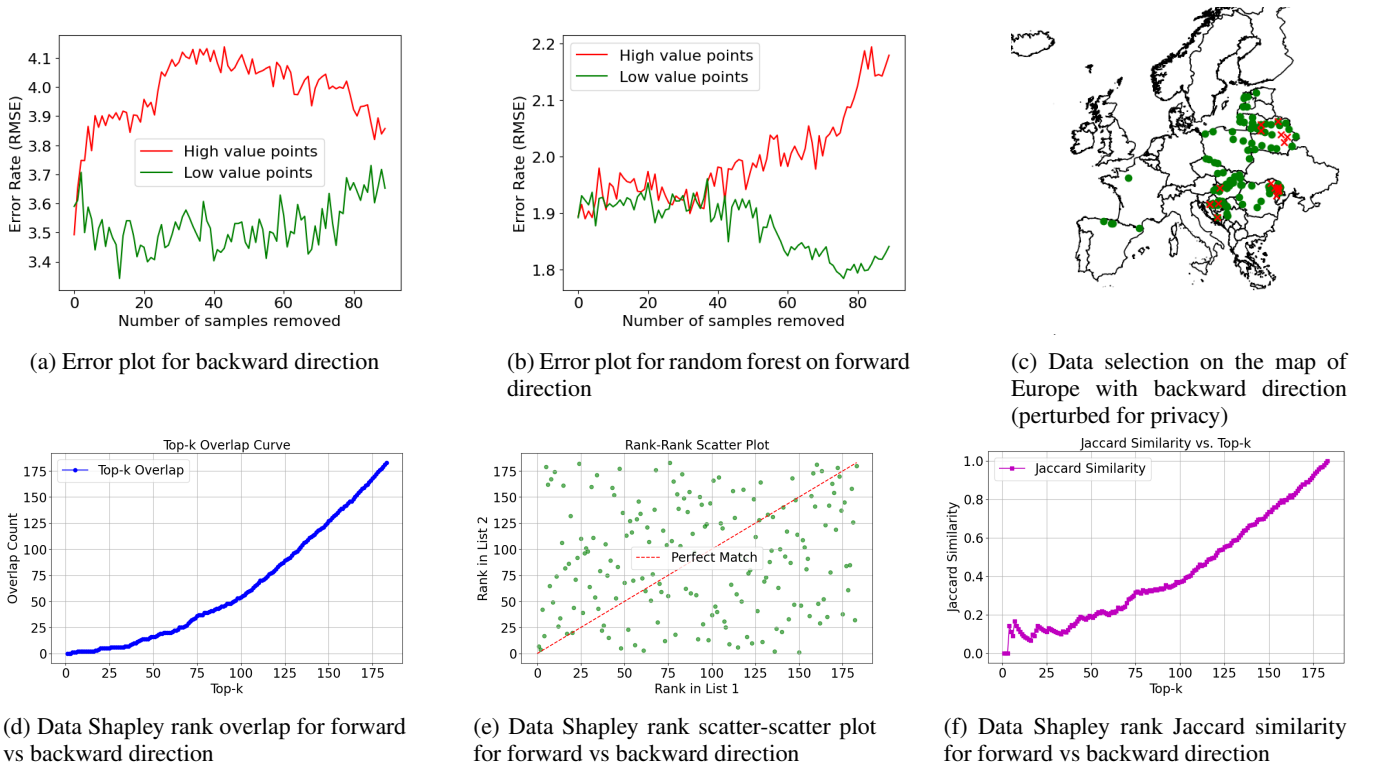 4.1
4.0
3.9
3.8
3.7
3.6
3.5
3.4
Error Rate (RMSE)
High value points
Low value points
0 20 40 60 80
Number of samples removed
(a) Error plot for backward direction
2.2
2.1
2.0
1.9
1.8
Error Rate (RMSE)
High value points
Low value points
0 20 40 60 80
Number of samples removed
(b) Error plot for random forest on forward
direction
(c) Data selection on the map of
Europe with backward direction
(perturbed for privacy)
Top-k Overlap Curve
Top-k Overlap
175
150
125
100
75
50
25
0
Overlap Count
0 25 50 75 100 125 150 175
Top-k
(d) Data Shapley rank overlap for forward
vs backward direction
Rank-Rank Scatter Plot
175
150
125
100
75
50
25
0
Rank in List 2
Perfect Match
0 25 50 75 100 125 150 175
Rank in List 1
(e) Data Shapley rank scatter-scatter plot
for forward vs backward direction
Jaccard Similarity vs. Top-k
Jaccard Similarity
1.0
0.8
0.6
0.4
0.2
0.0
Jaccard Similarity
0 25 50 75 100 125 150 175
Top-k
(f) Data Shapley rank Jaccard similarity
for forward vs backward direction